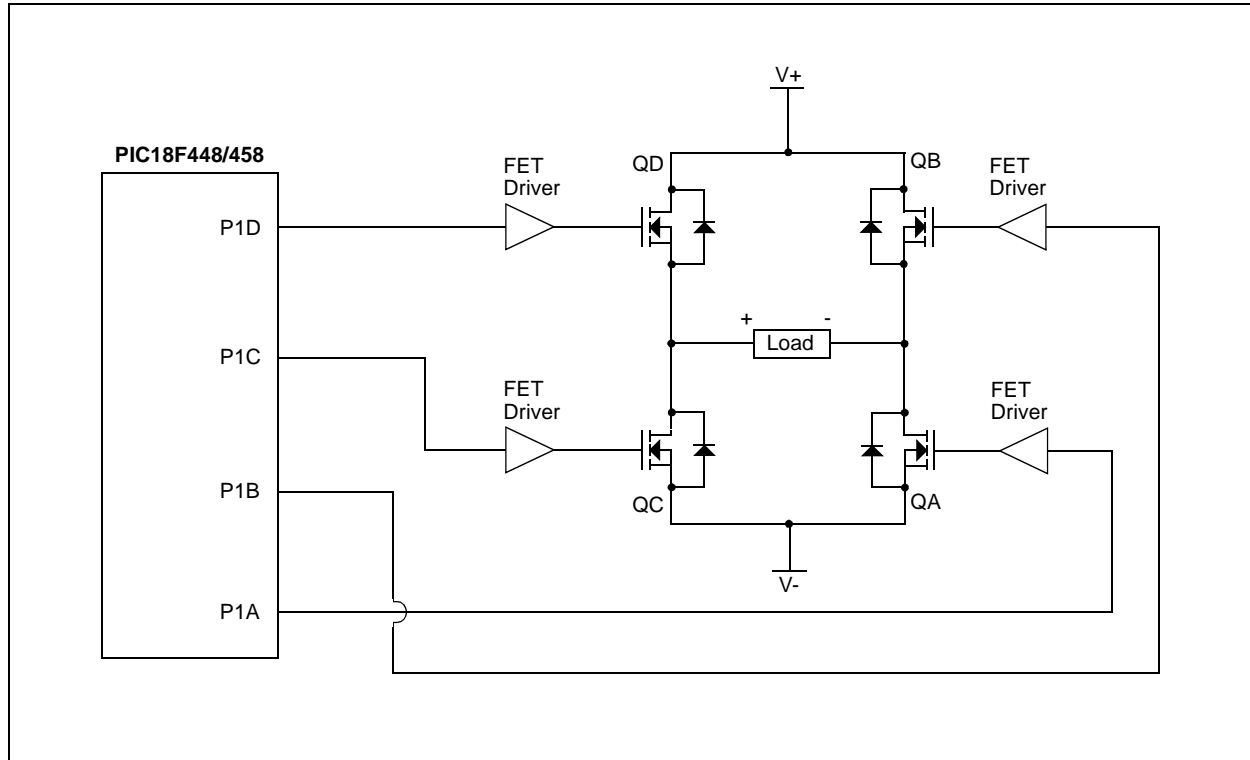 V+
PIC18F448/458
FET
Driver
QD
QB
FET
Driver
P1D
+
-
Load
P1C
FET
Driver
FET
Driver
P1B
QC
QA
V-
P1A